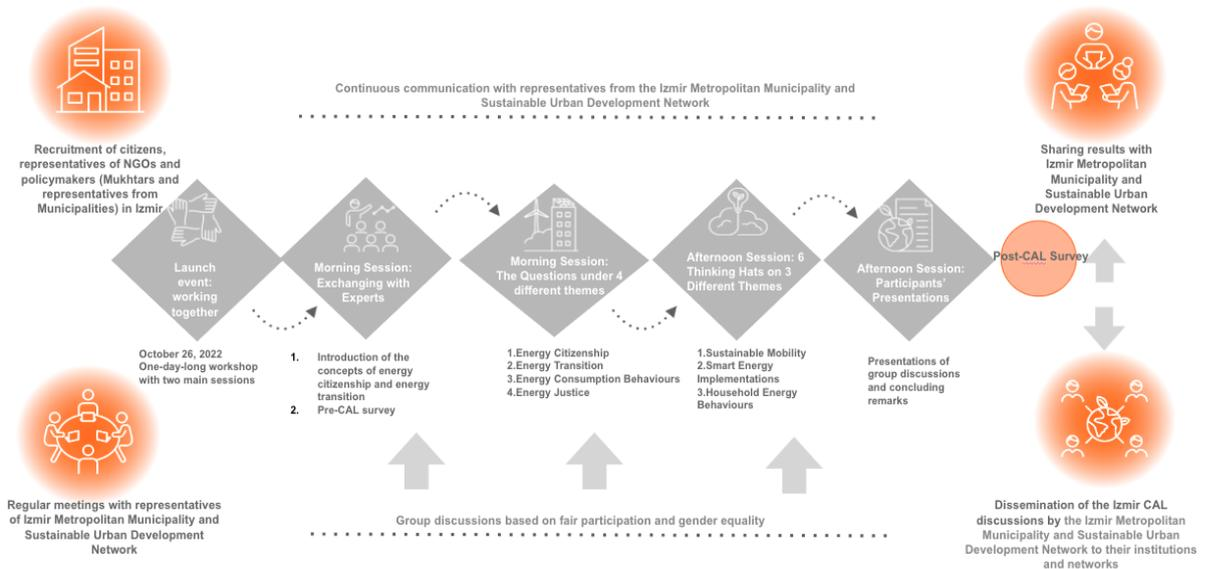 Continuous communication with representatives from the Izmir Metropolitan Municipality and
Sustainable Urban Development Network
Recruitment of citizens,
representatives of NGOs and
policymakers (Mukhtars and
representatives from
Municipalities) in Izmir
Sharing results with
Izmir Metropolitan
Municipality and
Sustainable Urban
Development Network
Launch
event:
working
together
Morning Session:
Exchanging with
Experts
Morning Session:
The Questions under 4
different themes
Afternoon Session: 6
Thinking Hats on 3
Different Themes
Afternoon Session:
Participants'
Presentations
Post-CAL Survey
October 26, 2022
One-day-long workshop
with two main sessions
1. Introduction of the
concepts of energy
citizenship and energy
transition
2. Pre-CAL survey
1.Energy Citizenship
2.Energy Transition
3.Energy Consumption Behaviours
4.Energy Justice
1.Sustainable Mobility
2.Smart Energy
Implementations
3.Household Energy
Behaviours
Presentations of
group discussions
and concluding
remarks
Regular meetings with representatives
of Izmir Metropolitan Municipality and
Sustainable Urban Development
Network
Group discussions based on fair participation and gender equality
Dissemination of the Izmir CAL
discussions by the Izmir Metropolitan
Municipality and Sustainable Urban
Development Network to their institutions
and networks